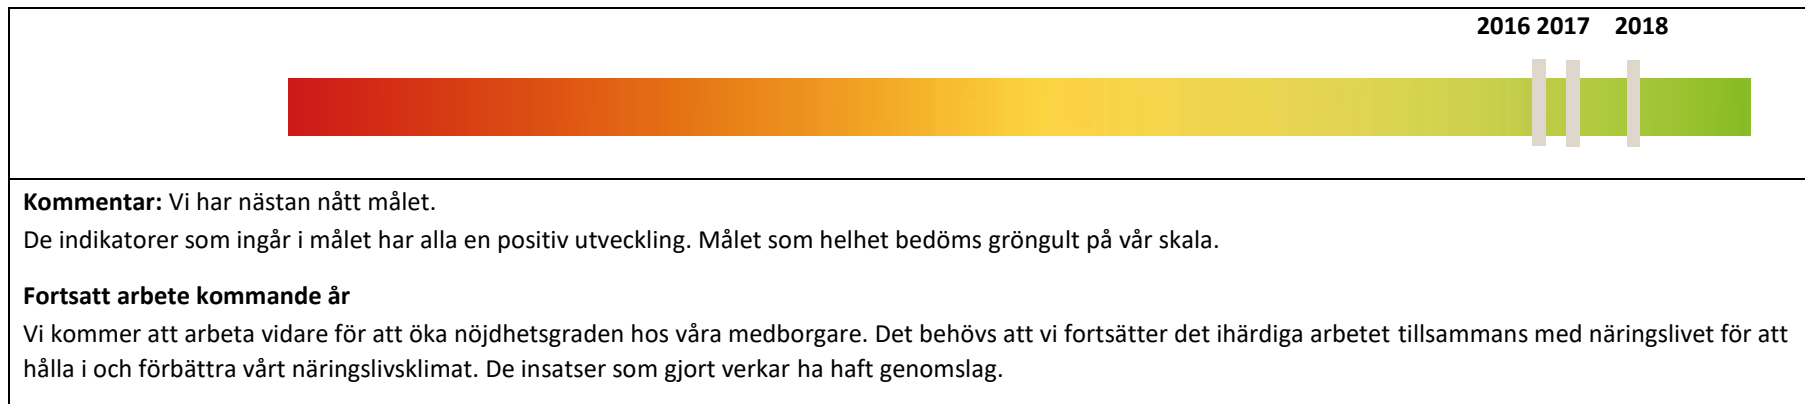 2016 2017 2018
Kommentar: Vi har nästan nått målet.
De indikatorer som ingår i målet har alla en positiv utveckling. Målet som helhet bedöms gröngult på vår skala.
Fortsatt arbete kommande år
Vi kommer att arbeta vidare för att öka nöjdhetsgraden hos våra medborgare. Det behövs att vi fortsätter det ihärdiga arbetet tillsammans med näringslivet för att
hålla i och förbättra vårt näringslivsklimat. De insatser som gjort verkar ha haft genomslag.